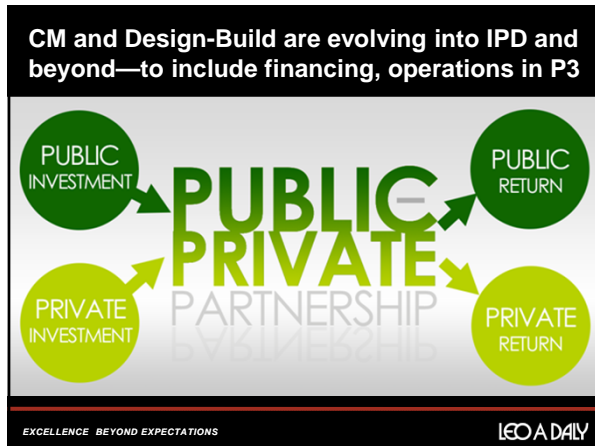 CM and Design-Build are evolving into IPD and
beyond—to include financing, operations in P3
PUBLIC
INVESTMENT
PUBLIC-
PRIVATE
PARTNERSHIP
PUBLIC
RETURN
PRIVATE
INVESTMENT
PRIVATE
RETURN
EXCELLENCE BEYOND EXPECTATIONS
LEO A DALY